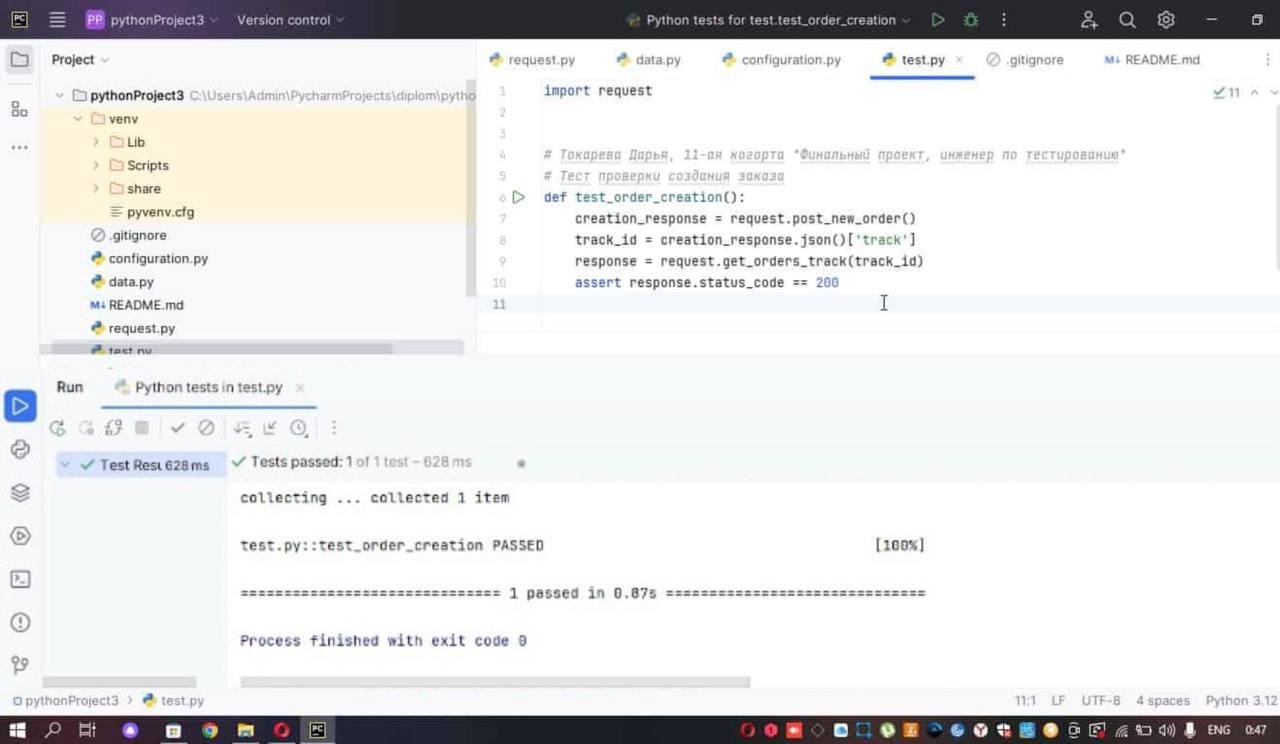 PC PP pythonProject3 Version control Python tests for test.test_order_creation
Project
request.py data.py configuration.py test.py .gitignore README.md
pythonProject3 C:\Users\Admin\PycharmProjects\diplom\pytho
venv
Lib
Scripts
share
pyvenv.cfg
.gitignore
configuration.py
data.py
README.md
request.py
test.py
11
1 import request
2
3
4 # Токарева Дарья, 11-ая когорта "Финальный проект, инженер по тестированию"
5 # Тест проверки создания заказа
6 def test_order_creation():
7 creation_response = request.post_new_order()
8 track_id = creation_response.json()['track']
9 response = request.get_orders_track(track_id)
10 assert response.status_code == 200
11
Run Python tests in test.py
Test Resu 628 ms
Tests passed: 1 of 1 test – 628 ms
collecting ... collected 1 item
test.py::test_order_creation PASSED [100%]
============================== 1 passed in 0.87s ==============================
Process finished with exit code 0
pythonProject3 > test.py 11:1 LF UTF-8 4 spaces Python 3.12
ENG 0:47